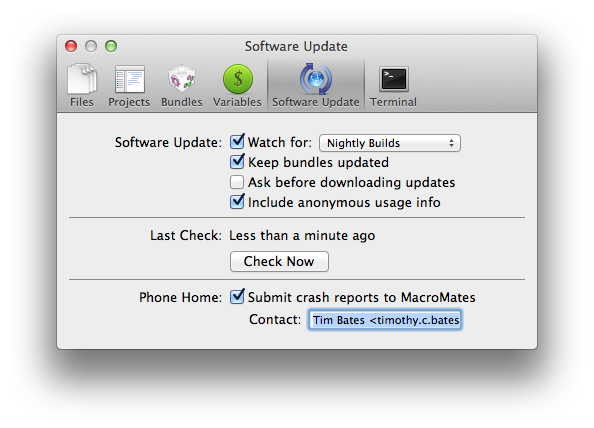 Software Update
Files Projects Bundles Variables Software Update Terminal
Software Update: Watch for: Nightly Builds
Keep bundles updated
Ask before downloading updates
Include anonymous usage info
Last Check: Less than a minute ago
Check Now
Phone Home: Submit crash reports to MacroMates
Contact: Tim Bates <timothy.c.bates